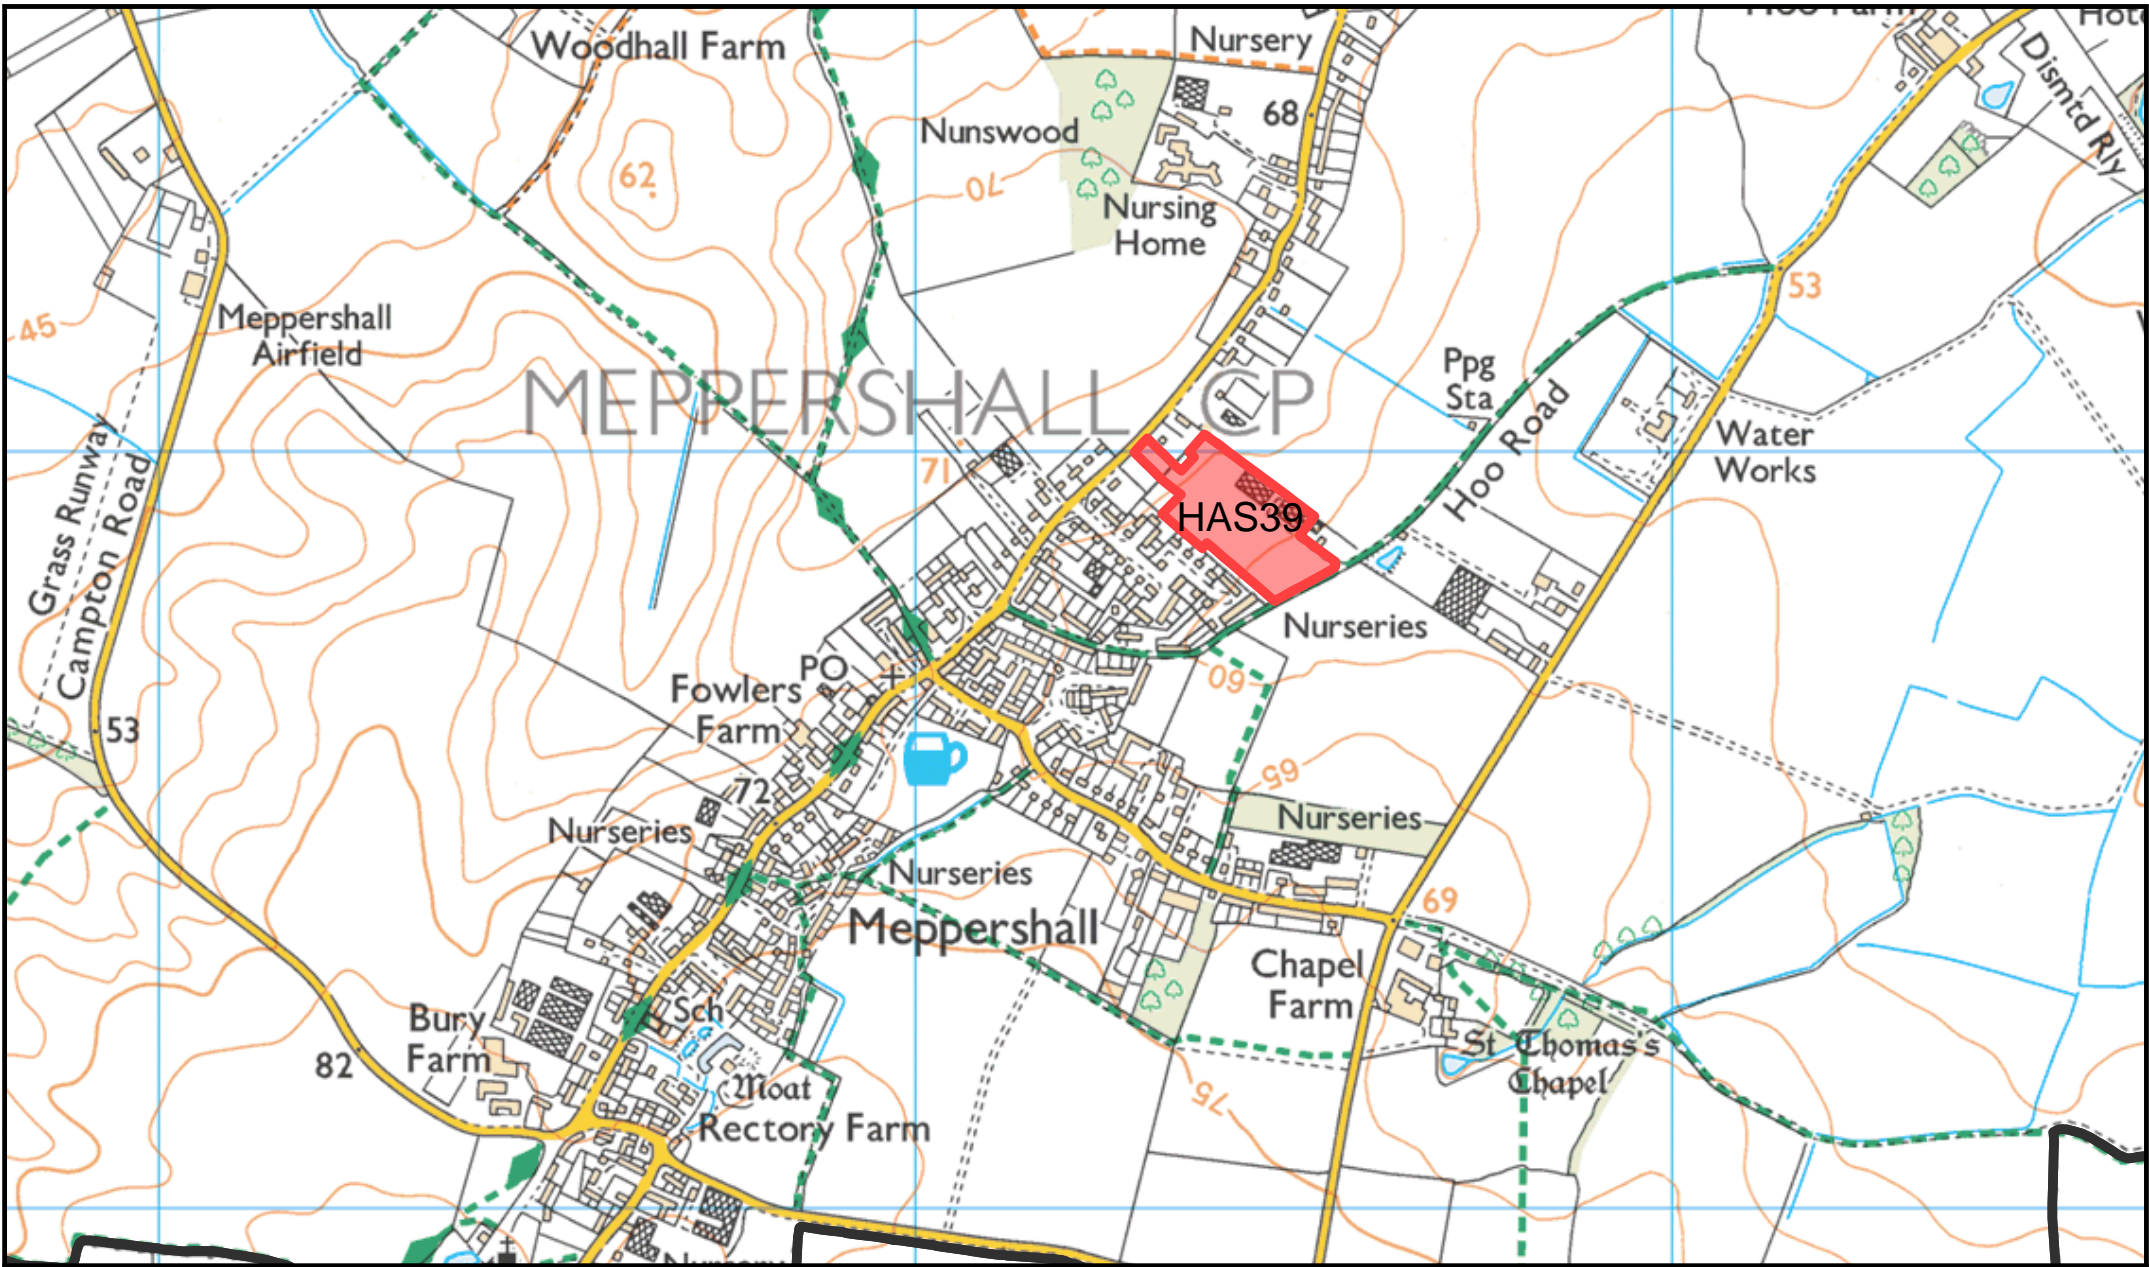 Woodhall Farm
Nursery
68
Dismtd Rly
Nunswood
62
70
Nursing
Home
53
Meppershall
Airfield
45
MEPPERSHALL CP
Ppg
Sta
Hoo Road
Water
Works
71
HAS39
Grass Runway
Campton Road
Nurseries
60
PO
Fowlers
Farm
53
65
72
Nurseries
Nurseries
Nurseries
69
Meppershall
Chapel
Farm
Sch
Bury
Farm
82
St Thomas's
Chapel
Moat
75
Rectory Farm